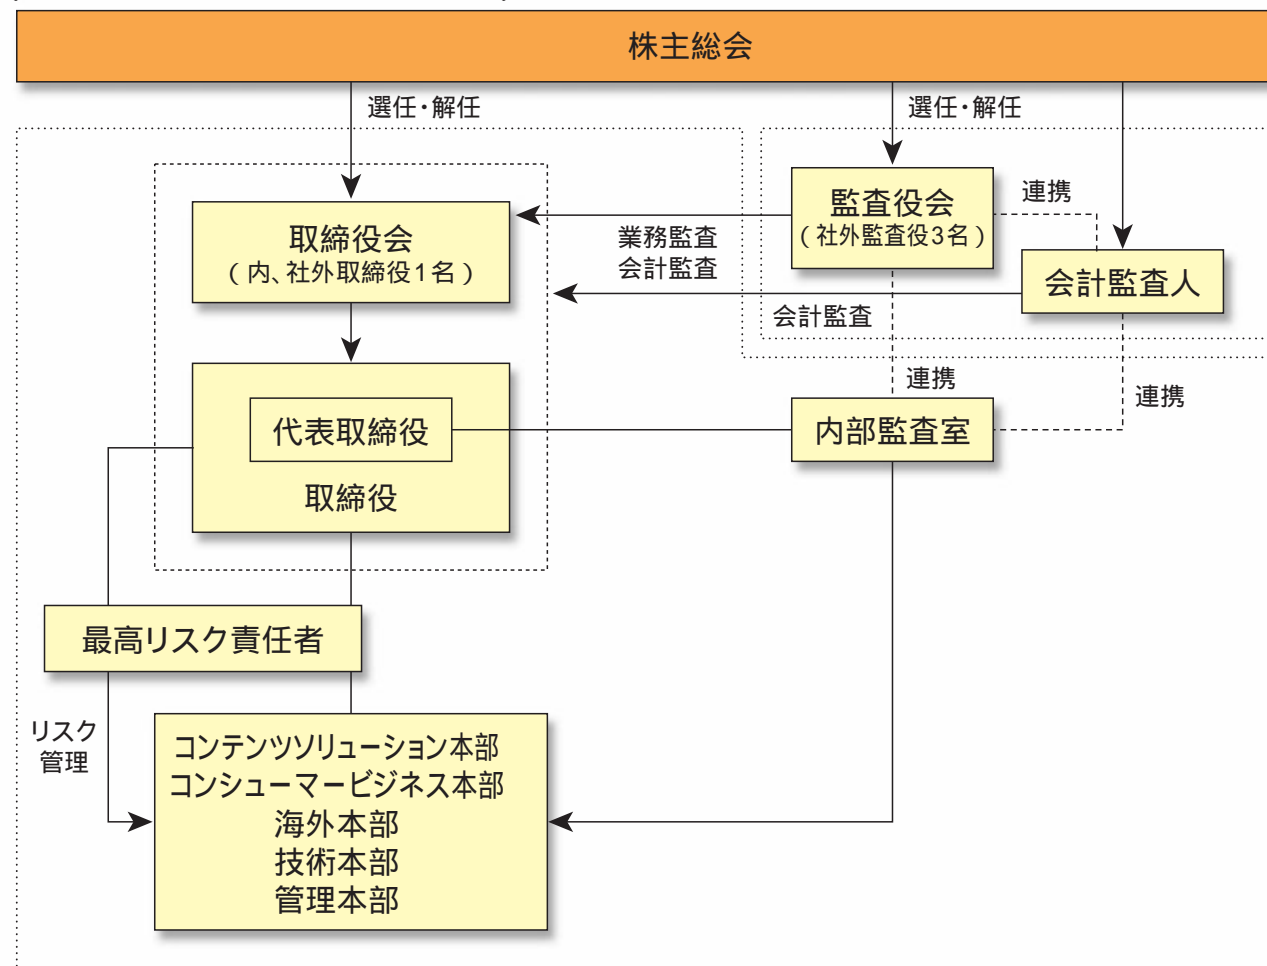 株主総会
選任・解任
選任・解任
監査役会
（社外監査役3名）
連携
取締役会
（内、社外取締役1名）
業務監査
会計監査
会計監査人
会計監査
連携
連携
代表取締役
内部監査室
取締役
最高リスク責任者
リスク
管理
コンテンツソリューション本部
コンシューマービジネス本部
海外本部
技術本部
管理本部